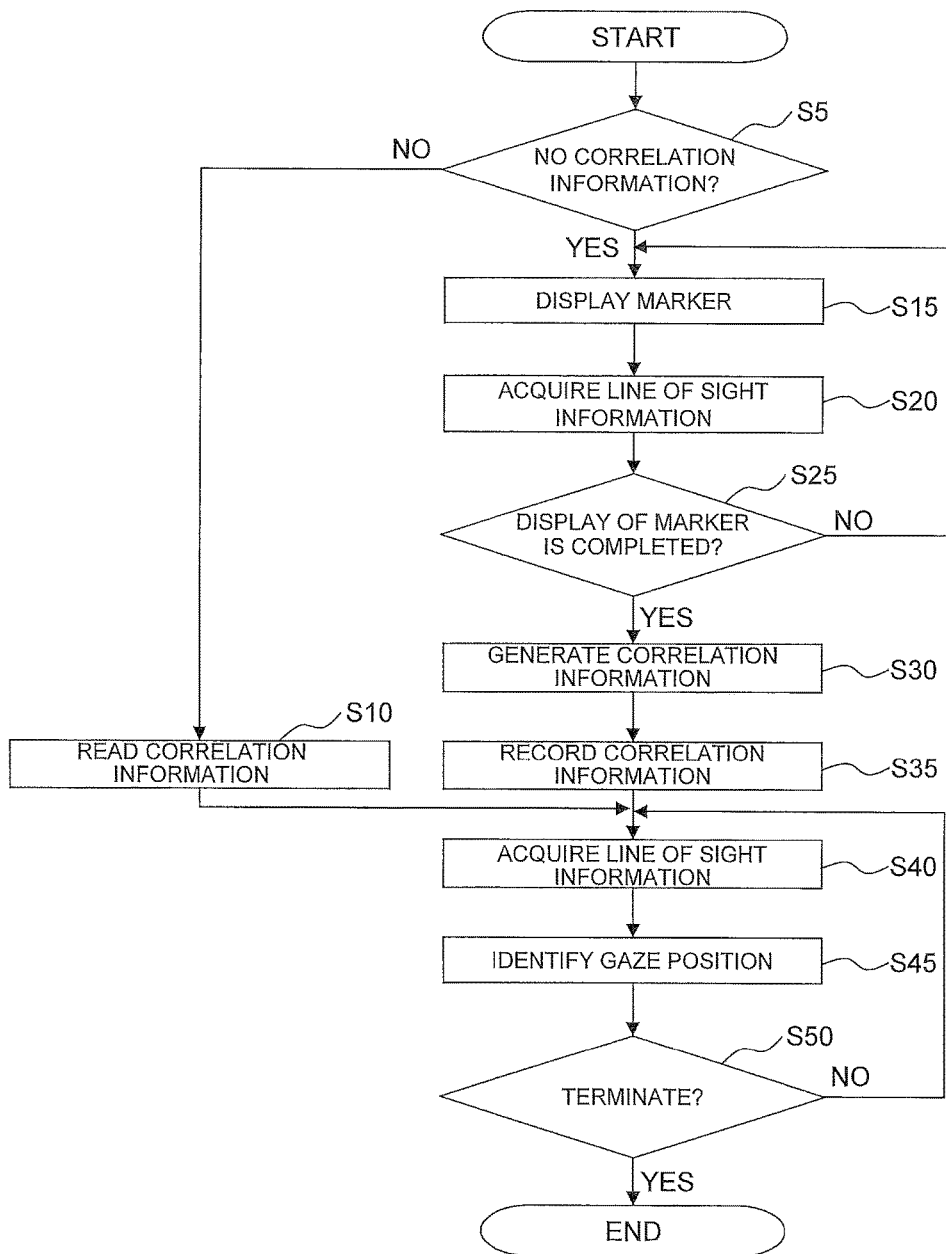 START
S5
NO
NO CORRELATION
INFORMATION?
YES
DISPLAY MARKER
S15
ACQUIRE LINE OF SIGHT
INFORMATION
S20
S25
DISPLAY OF MARKER
IS COMPLETED?
NO
YES
GENERATE CORRELATION
INFORMATION
S30
S10
READ CORRELATION
INFORMATION
RECORD CORRELATION
INFORMATION
S35
ACQUIRE LINE OF SIGHT
INFORMATION
S40
IDENTIFY GAZE POSITION
S45
S50
TERMINATE?
NO
YES
END